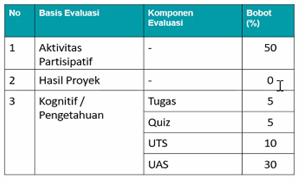 No Basis Evaluasi Komponen Evaluasi Bobot (%)
1 Aktivitas Partisipatif - 50
2 Hasil Proyek - 0
3 Kognitif / Pengetahuan Tugas 5
Quiz 5
UTS 10
UAS 30